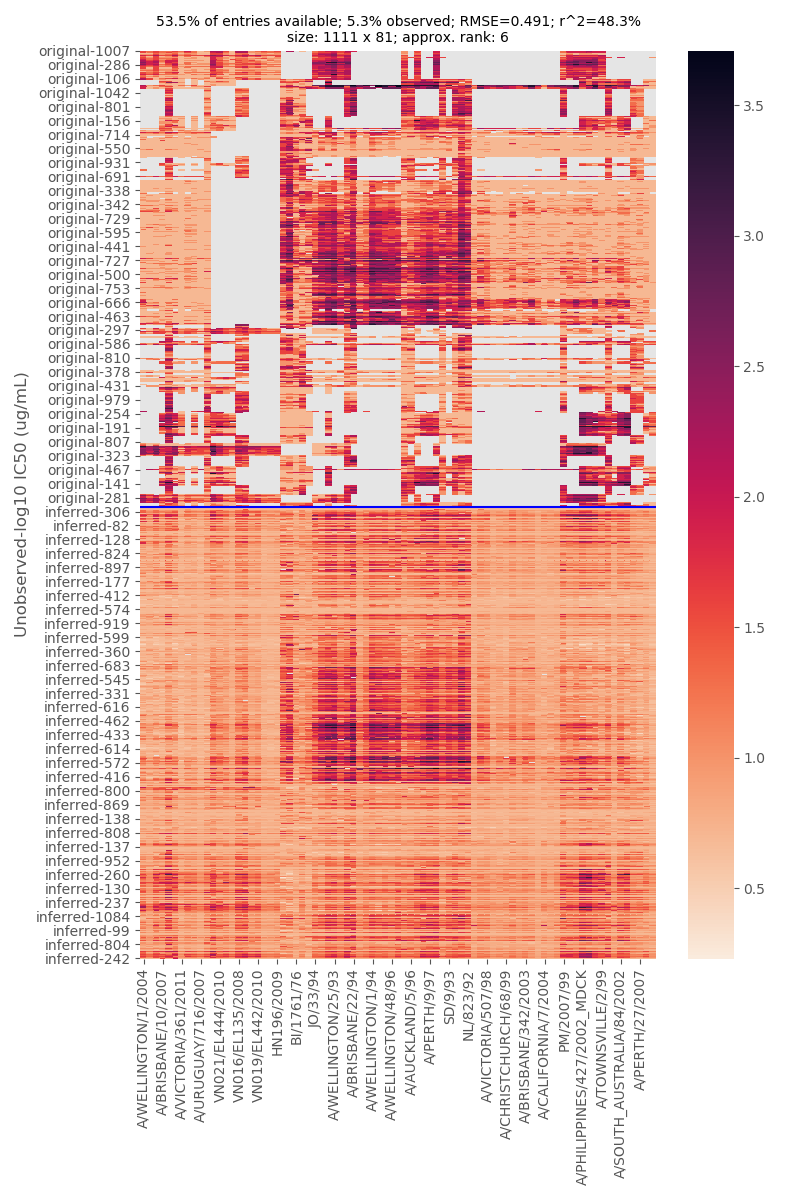 53.5% of entries available; 5.3% observed; RMSE=0.491; r^2=48.3%
size: 1111 x 81; approx. rank: 6
Unobserved-log10 IC50 (ug/mL)
original-1007
original-286
original-106
original-1042
original-801
original-156
original-714
original-550
original-931
original-691
original-338
original-342
original-729
original-595
original-441
original-727
original-500
original-753
original-666
original-463
original-297
original-586
original-810
original-378
original-431
original-979
original-254
original-191
original-807
original-323
original-467
original-141
original-281
inferred-306
inferred-82
inferred-128
inferred-824
inferred-897
inferred-177
inferred-412
inferred-574
inferred-919
inferred-599
inferred-360
inferred-683
inferred-545
inferred-331
inferred-616
inferred-462
inferred-433
inferred-614
inferred-572
inferred-416
inferred-800
inferred-869
inferred-138
inferred-808
inferred-137
inferred-952
inferred-260
inferred-130
inferred-237
inferred-1084
inferred-99
inferred-804
inferred-242
A/WELLINGTON/1/2004
A/BRISBANE/10/2007
A/VICTORIA/361/2011
A/URUGUAY/716/2007
VN021/EL444/2010
VN016/EL135/2008
VN019/EL442/2010
HN196/2009
BI/1761/76
JO/33/94
A/WELLINGTON/25/93
A/BRISBANE/22/94
A/WELLINGTON/1/94
A/WELLINGTON/48/96
A/AUCKLAND/5/96
A/PERTH/9/97
SD/9/93
NL/823/92
A/VICTORIA/507/98
A/CHRISTCHURCH/68/99
A/BRISBANE/342/2003
A/CALIFORNIA/7/2004
PM/2007/99
A/PHILIPPINES/427/2002_MDCK
A/TOWNSVILLE/2/99
A/SOUTH_AUSTRALIA/84/2002
A/PERTH/27/2007
3.5
3.0
2.5
2.0
1.5
1.0
0.5